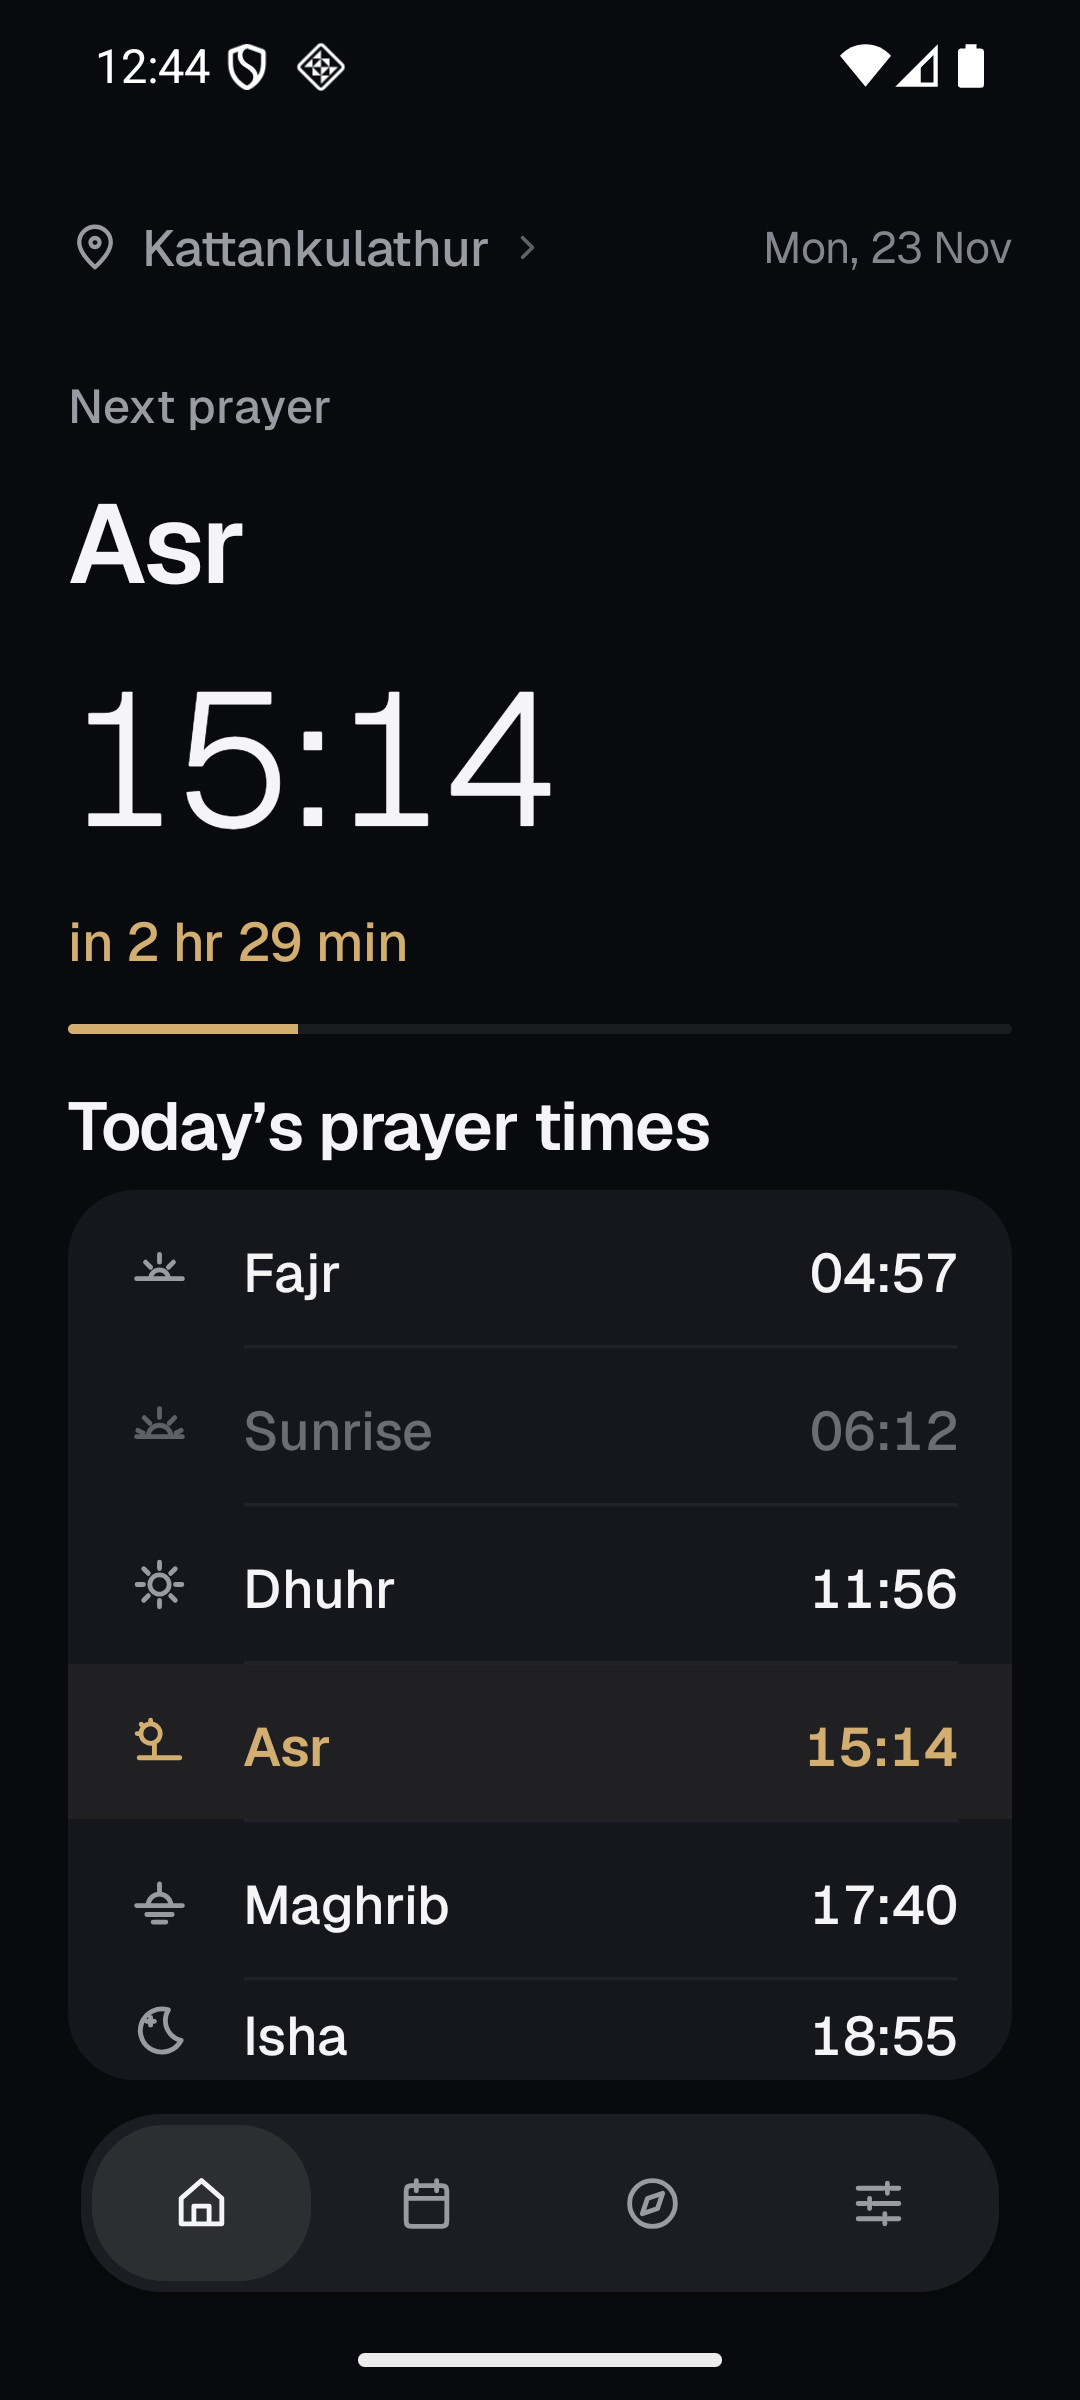 12:44
Kattankulathur
Mon, 23 Nov
Next prayer
Asr
15:14
in 2 hr 29 min
Today’s prayer times
Fajr 04:57
Sunrise 06:12
Dhuhr 11:56
Asr 15:14
Maghrib 17:40
Isha 18:55